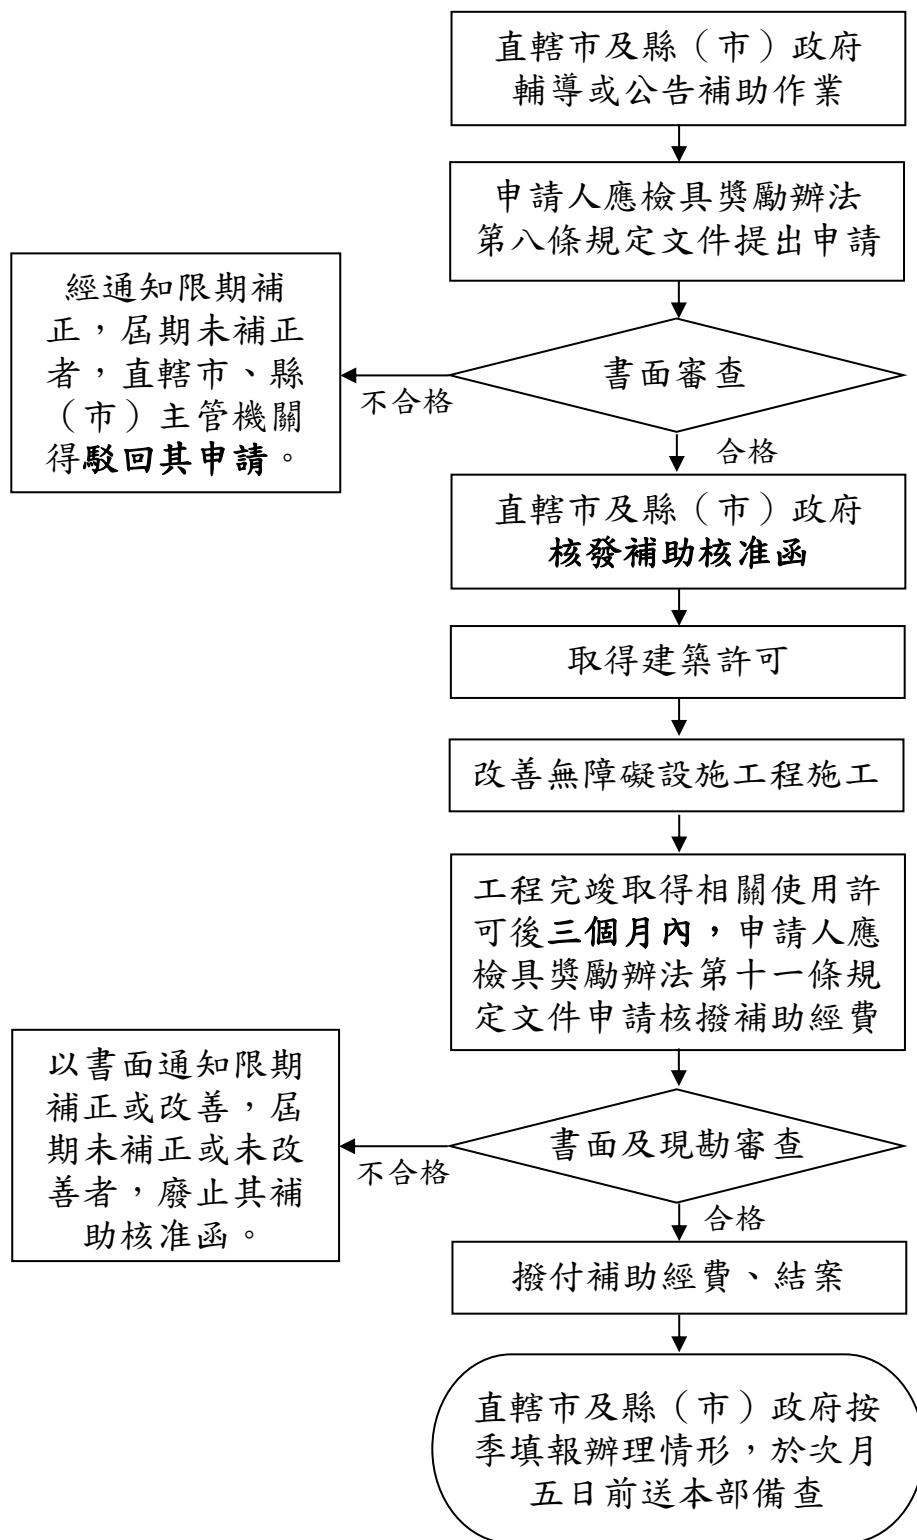 直轄市及縣（市）政府
輔導或公告補助作業
申請人應檢具獎勵辦法
第八條規定文件提出申請
書面審查
不合格
經通知限期補
正，屆期未補正
者，直轄市、縣
（市）主管機關
得駁回其申請。
合格
直轄市及縣（市）政府
核發補助核准函
取得建築許可
改善無障礙設施工程施工
工程完竣取得相關使用許
可後三個月內，申請人應
檢具獎勵辦法第十一條規
定文件申請核撥補助經費
書面及現勘審查
不合格
以書面通知限期
補正或改善，屆
期未補正或未改
善者，廢止其補
助核准函。
合格
撥付補助經費、結案
直轄市及縣（市）政府按
季填報辦理情形，於次月
五日前送本部備查